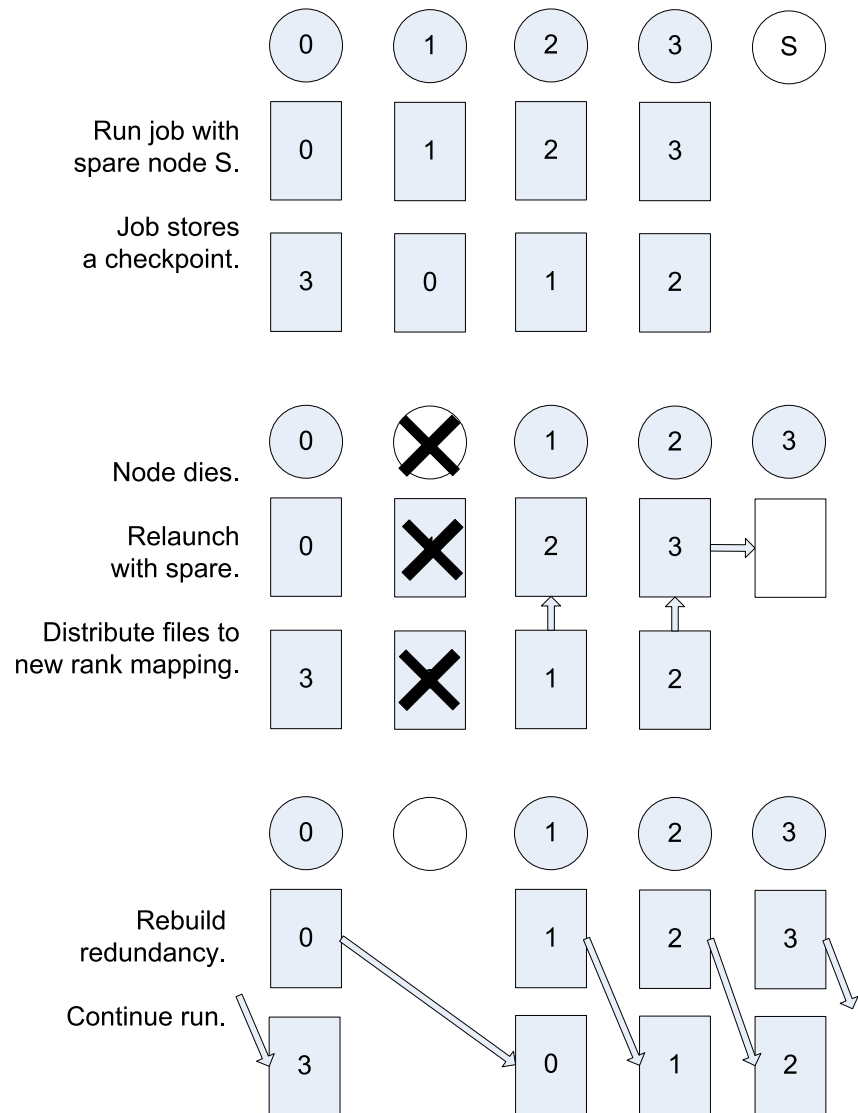 0 1 2 3 S
Run job with
spare node S.
0 1 2 3
Job stores
a checkpoint.
3 0 1 2
0 1 2 3
Node dies.
Relaunch
with spare.
0 2 3
Distribute files to
new rank mapping.
3 1 2
0 1 2 3
Rebuild
redundancy.
0 1 2 3
Continue run.
3 0 1 2